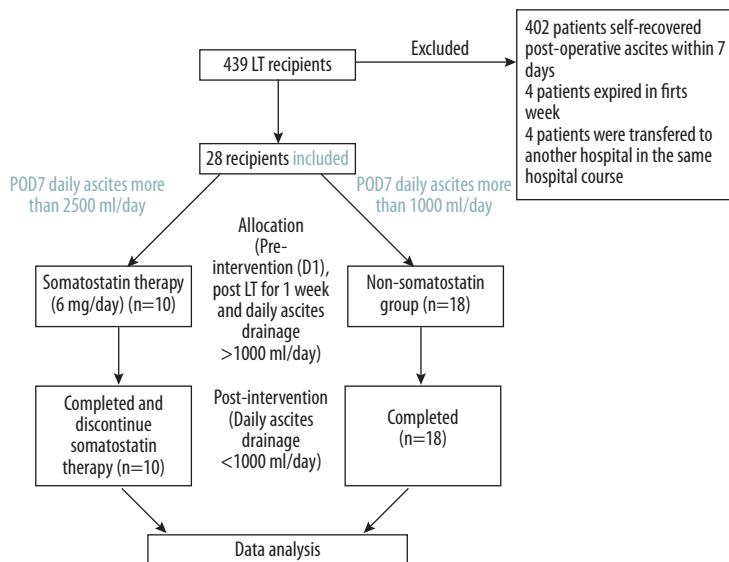 439 LT recipients
Excluded
402 patients self-recovered
post-operative ascites within 7
days
4 patients expired in firts
week
4 patients were transfered to
another hospital in the same
hospital course
28 recipients included
POD7 daily ascites more
than 2500 ml/day
POD7 daily ascites more
than 1000 ml/day
Allocation
(Pre-
intervention (D1),
post LT for 1 week
and daily ascites
drainage
>1000 ml/day)
Somatostatin therapy
(6 mg/day) (n=10)
Non-somatostatin
group (n=18)
Post-intervention
(Daily ascites
drainage
<1000 ml/day)
Completed and
discontinue
somatostatin
therapy (n=10)
Completed
(n=18)
Data analysis